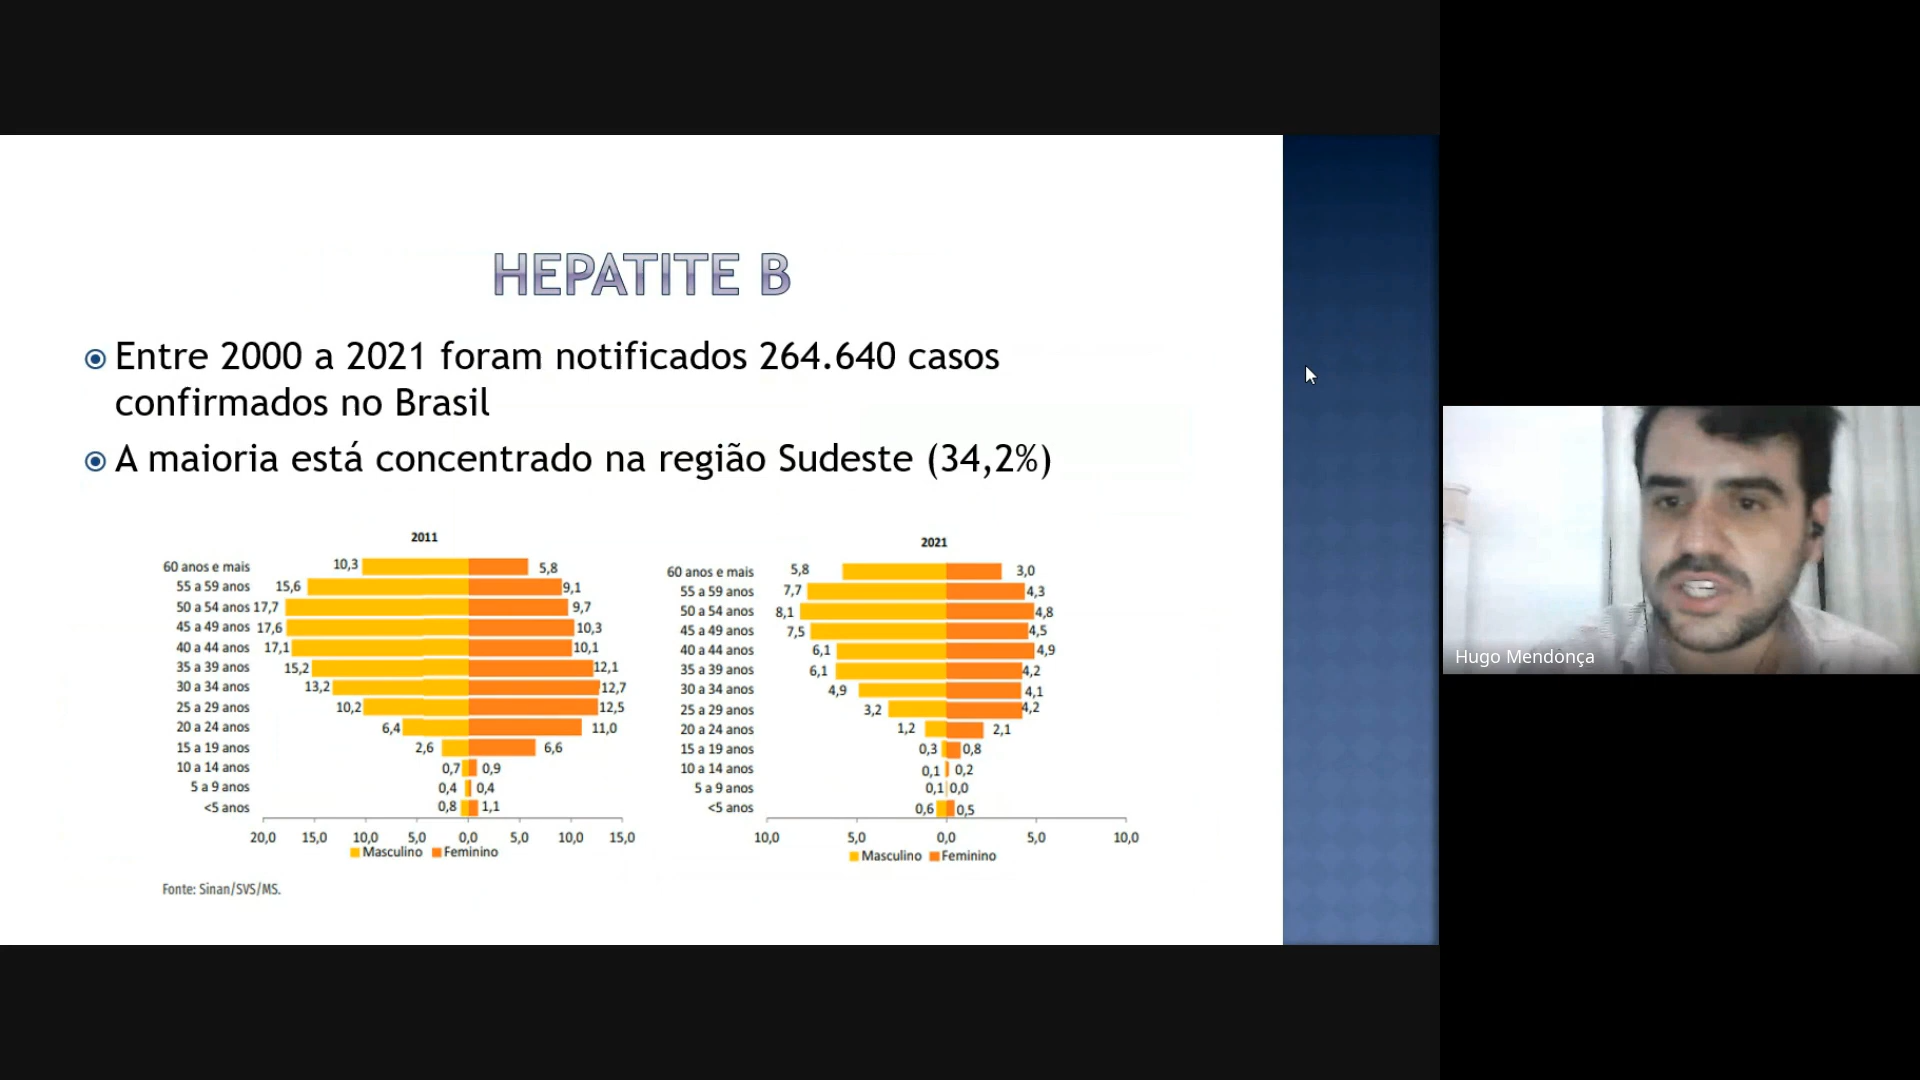 HEPATITE B
Entre 2000 a 2021 foram notificados 264.640 casos
confirmados no Brasil
A maioria está concentrado na região Sudeste (34,2%)
2011
60 anos e mais 10,3 5,8
55 a 59 anos 15,6 9,1
50 a 54 anos 17,7 9,7
45 a 49 anos 17,6 10,3
40 a 44 anos 17,1 10,1
35 a 39 anos 15,2 12,1
30 a 34 anos 13,2 12,7
25 a 29 anos 10,2 12,5
20 a 24 anos 6,4 11,0
15 a 19 anos 2,6 6,6
10 a 14 anos 0,7 0,9
5 a 9 anos 0,4 0,4
<5 anos 0,8 1,1
20,0 15,0 10,0 5,0 0,0 5,0 10,0 15,0
Masculino Feminino
2021
60 anos e mais 5,8 3,0
55 a 59 anos 7,7 4,3
50 a 54 anos 8,1 4,8
45 a 49 anos 7,5 4,5
40 a 44 anos 6,1 4,9
35 a 39 anos 6,1 4,2
30 a 34 anos 4,9 4,1
25 a 29 anos 3,2 4,2
20 a 24 anos 1,2 2,1
15 a 19 anos 0,3 0,8
10 a 14 anos 0,1 0,2
5 a 9 anos 0,1 0,0
<5 anos 0,6 0,5
10,0 5,0 0,0 5,0 10,0
Masculino Feminino
Fonte: Sinan/SVS/MS.
Hugo Mendonça